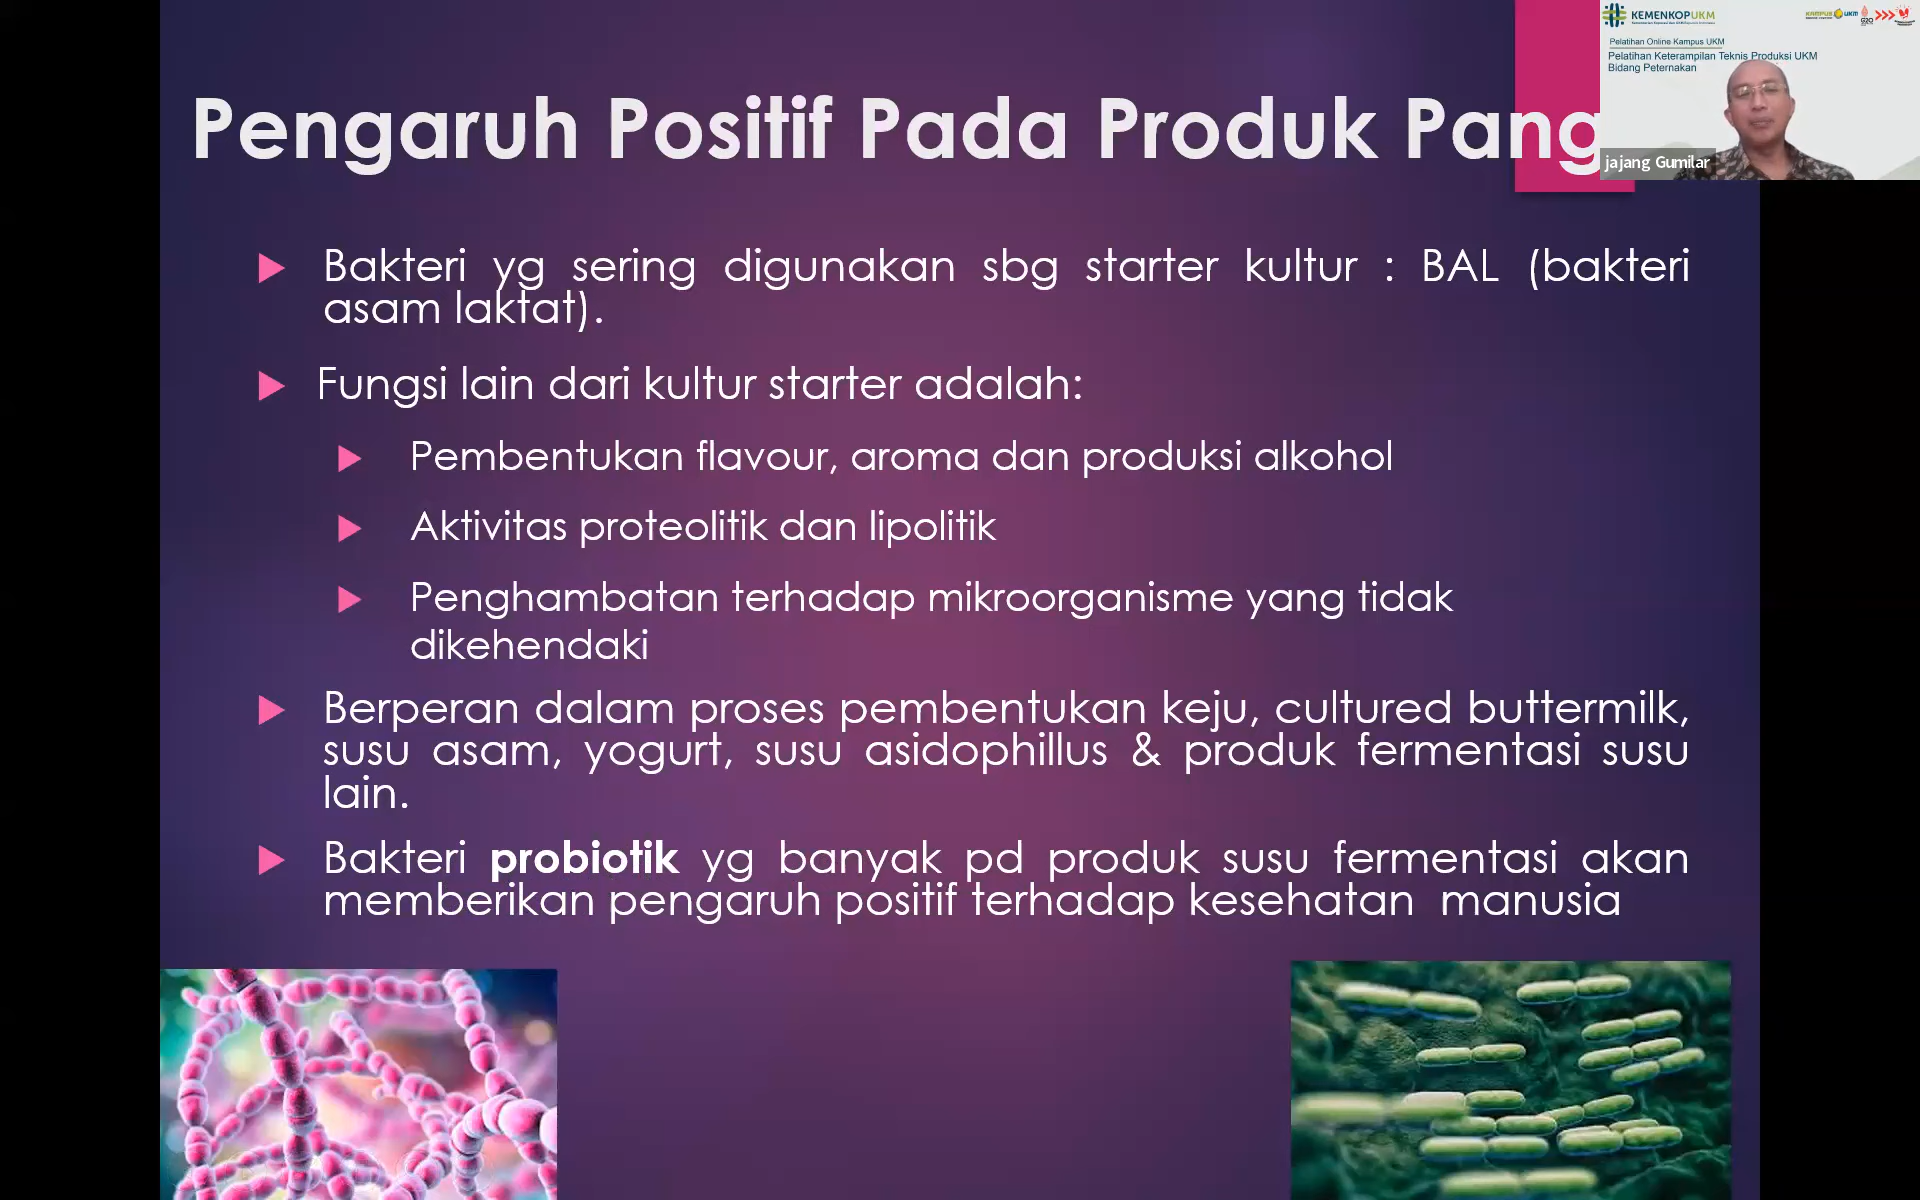 Pengaruh Positif Pada Produk Pang
KEMENKOPUKM
KAMPUS UKM
G20
Pelatihan Online Kampus UKM
Pelatihan Keterampilan Teknis Produksi UKM
Bidang Peternakan
jajang Gumilar
Bakteri yg sering digunakan sbg starter kultur : BAL (bakteri
asam laktat).
Fungsi lain dari kultur starter adalah:
Pembentukan flavour, aroma dan produksi alkohol
Aktivitas proteolitik dan lipolitik
Penghambatan terhadap mikroorganisme yang tidak
dikehendaki
Berperan dalam proses pembentukan keju, cultured buttermilk,
susu asam, yogurt, susu asidophillus & produk fermentasi susu
lain.
Bakteri probiotik yg banyak pd produk susu fermentasi akan
memberikan pengaruh positif terhadap kesehatan manusia